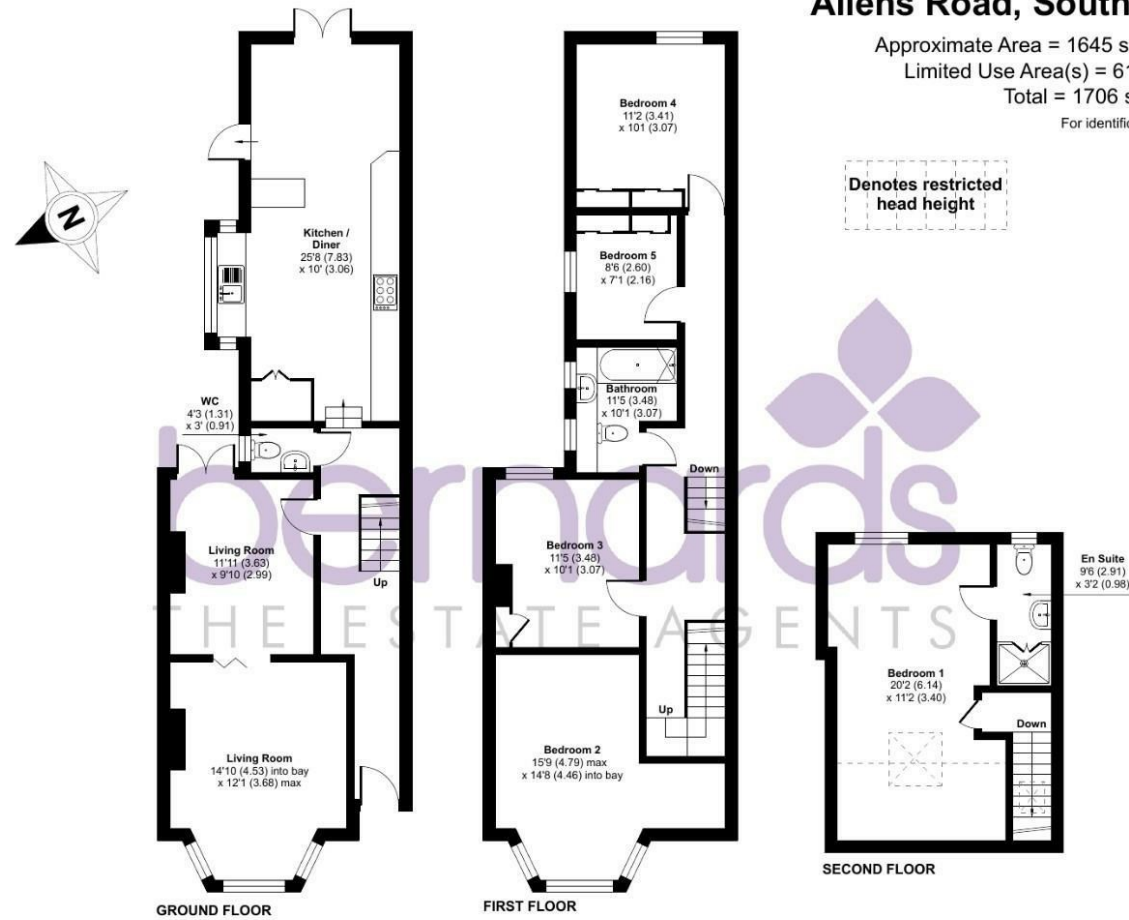 Allens Road, South
Approximate Area = 1645 s
Limited Use Area(s) = 61
Total = 1706 s
For identific
Denotes restricted
head height
N
Kitchen /
Diner
25'8 (7.83)
x 10' (3.06)
WC
4'3 (1.31)
x 3' (0.91)
Living Room
11'11 (3.63)
x 9'10 (2.99)
Up
Living Room
14'10 (4.53) into bay
x 12'1 (3.68) max
GROUND FLOOR
Bedroom 4
11'2 (3.41)
x 101 (3.07)
Bedroom 5
8'6 (2.60)
x 7'1 (2.16)
Bathroom
11'5 (3.48)
x 10'1 (3.07)
Down
Bedroom 3
11'5 (3.48)
x 10'1 (3.07)
Up
Bedroom 2
15'9 (4.79) max
x 14'8 (4.46) into bay
FIRST FLOOR
En Suite
9'6 (2.91)
x 3'2 (0.98)
Bedroom 1
20'2 (6.14)
x 11'2 (3.40)
Down
SECOND FLOOR
bernards
THE ESTATE AGENTS